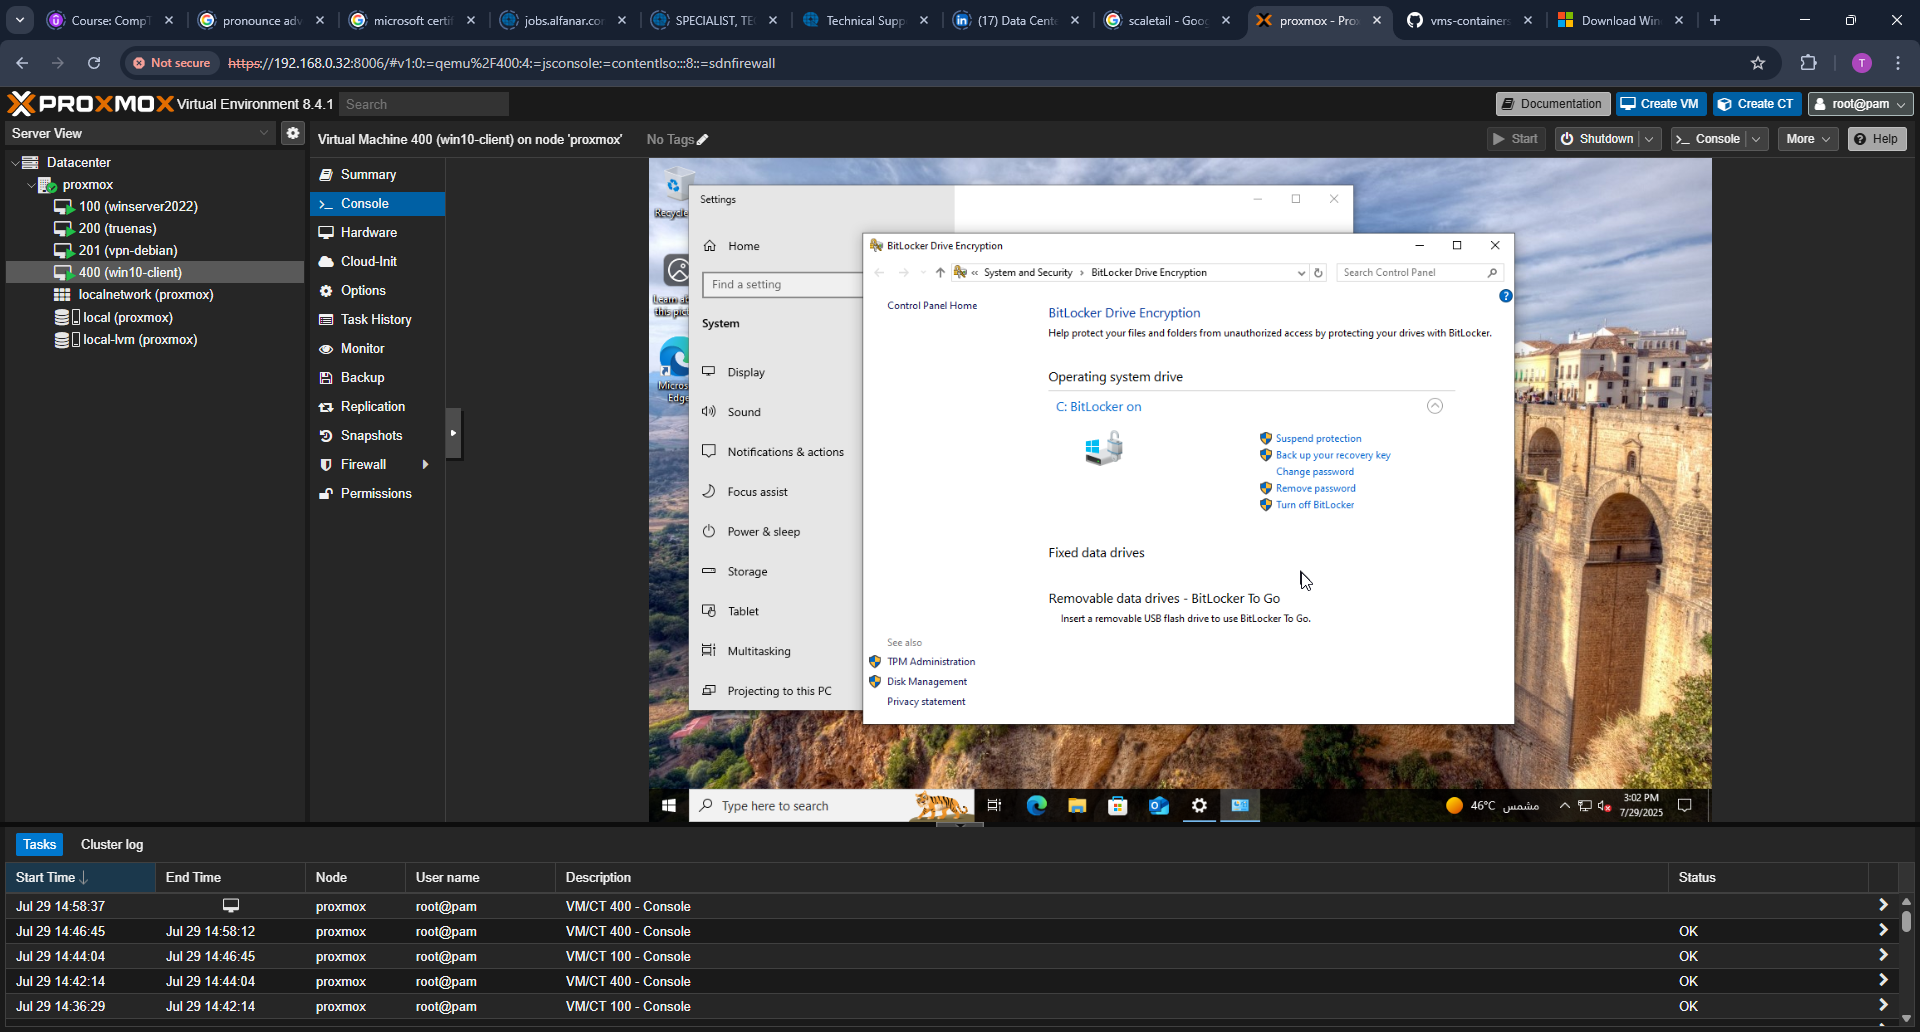 Course: Comp
pronounce adv
microsoft certif
jobs.alfanar.co
SPECIALIST, TE
Technical Supp
(17) Data Cent
scaletail - Goog
proxmox - Pro
vms-containers
Download Win
Not secure
https://192.168.0.32:8006/#v1:0:=qemu%2F400:4:=jsconsole:=contentIso:::8::=sdnfirewall
T
PROXMOX Virtual Environment 8.4.1
Search
Documentation
Create VM
Create CT
root@pam
Server View
Virtual Machine 400 (win10-client) on node 'proxmox'
No Tags
Start
Shutdown
Console
More
Help
Datacenter
proxmox
100 (winserver2022)
200 (truenas)
201 (vpn-debian)
400 (win10-client)
localnetwork (proxmox)
local (proxmox)
local-lvm (proxmox)
Summary
Console
Hardware
Cloud-Init
Options
Task History
Monitor
Backup
Replication
Snapshots
Firewall
Permissions
Recycle
Learn ab
this pic
Micros
Edge
Settings
Home
Find a setting
System
Display
Sound
Notifications & actions
Focus assist
Power & sleep
Storage
Tablet
Multitasking
Projecting to this PC
BitLocker Drive Encryption
« System and Security › BitLocker Drive Encryption
Search Control Panel
Control Panel Home
BitLocker Drive Encryption
Help protect your files and folders from unauthorized access by protecting your drives with BitLocker.
Operating system drive
C: BitLocker on
Suspend protection
Back up your recovery key
Change password
Remove password
Turn off BitLocker
Fixed data drives
Removable data drives - BitLocker To Go
Insert a removable USB flash drive to use BitLocker To Go.
See also
TPM Administration
Disk Management
Privacy statement
Type here to search
46°C مشمس
3:02 PM
7/29/2025
Tasks
Cluster log
Start Time ↓ End Time Node User name Description Status
Jul 29 14:58:37 proxmox root@pam VM/CT 400 - Console
Jul 29 14:46:45 Jul 29 14:58:12 proxmox root@pam VM/CT 400 - Console OK
Jul 29 14:44:04 Jul 29 14:46:45 proxmox root@pam VM/CT 100 - Console OK
Jul 29 14:42:14 Jul 29 14:44:04 proxmox root@pam VM/CT 400 - Console OK
Jul 29 14:36:29 Jul 29 14:42:14 proxmox root@pam VM/CT 100 - Console OK